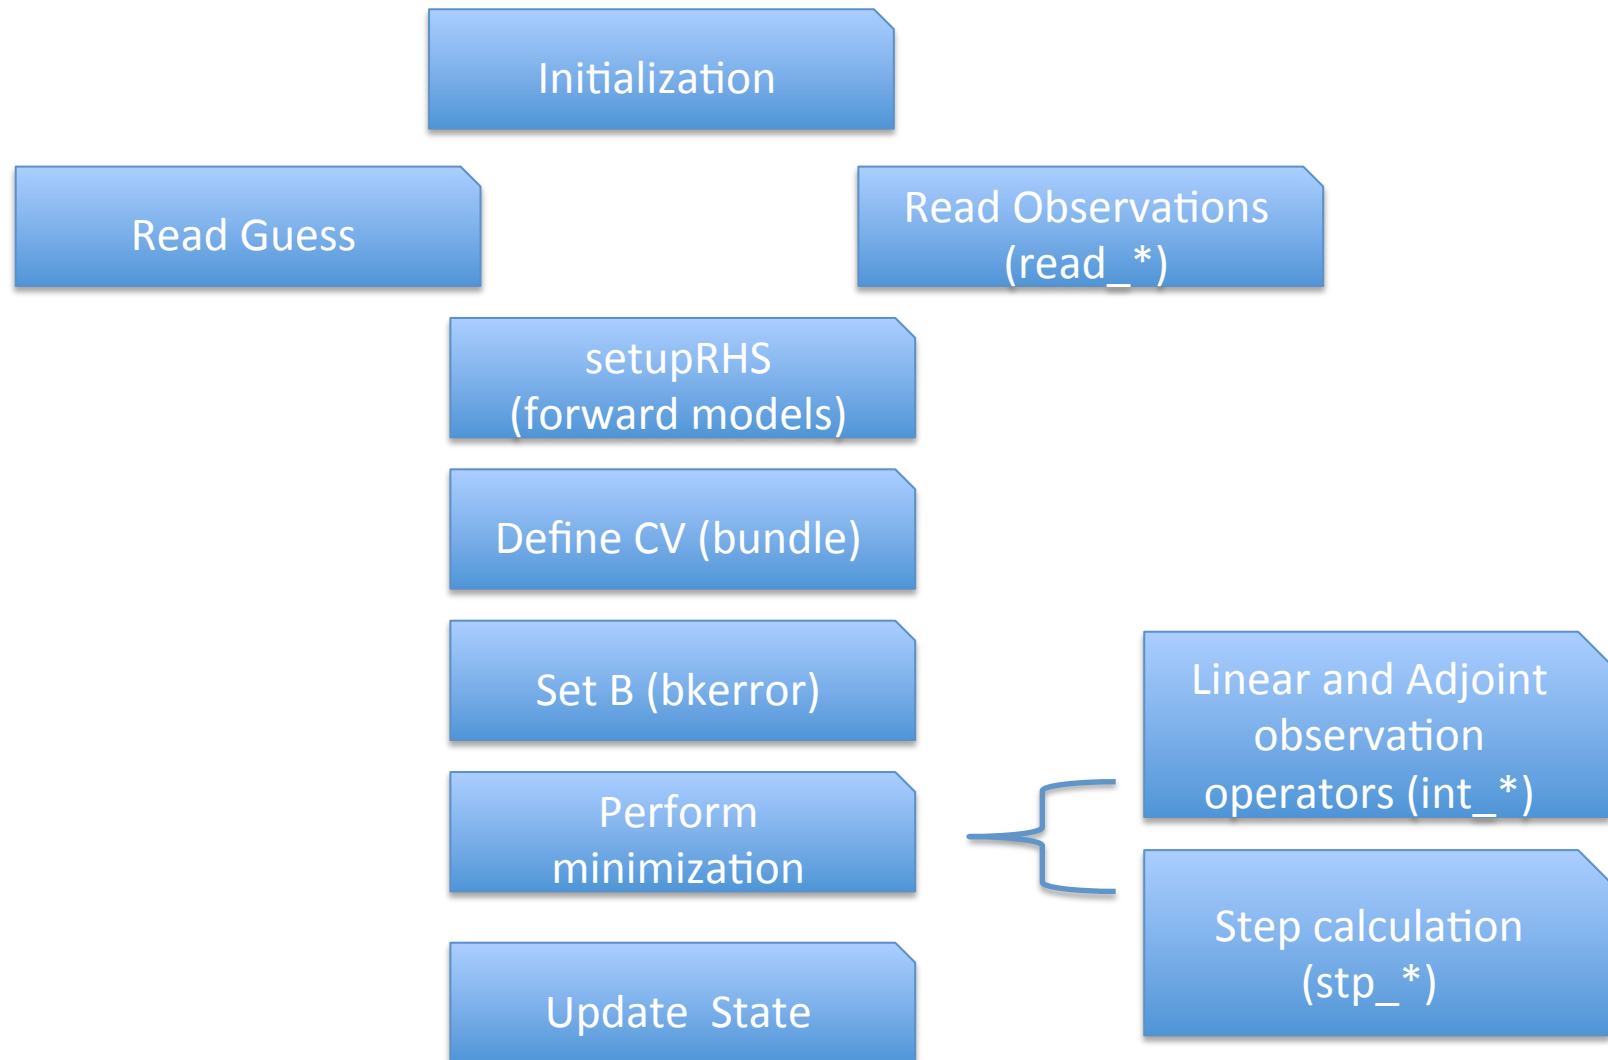 Initialization
Read Guess
Read Observations
(read_*)
setupRHS
(forward models)
Define CV (bundle)
Set B (bkerror)
Perform
minimization
Linear and Adjoint
observation
operators (int_*)
Step calculation
(stp_*)
Update  State